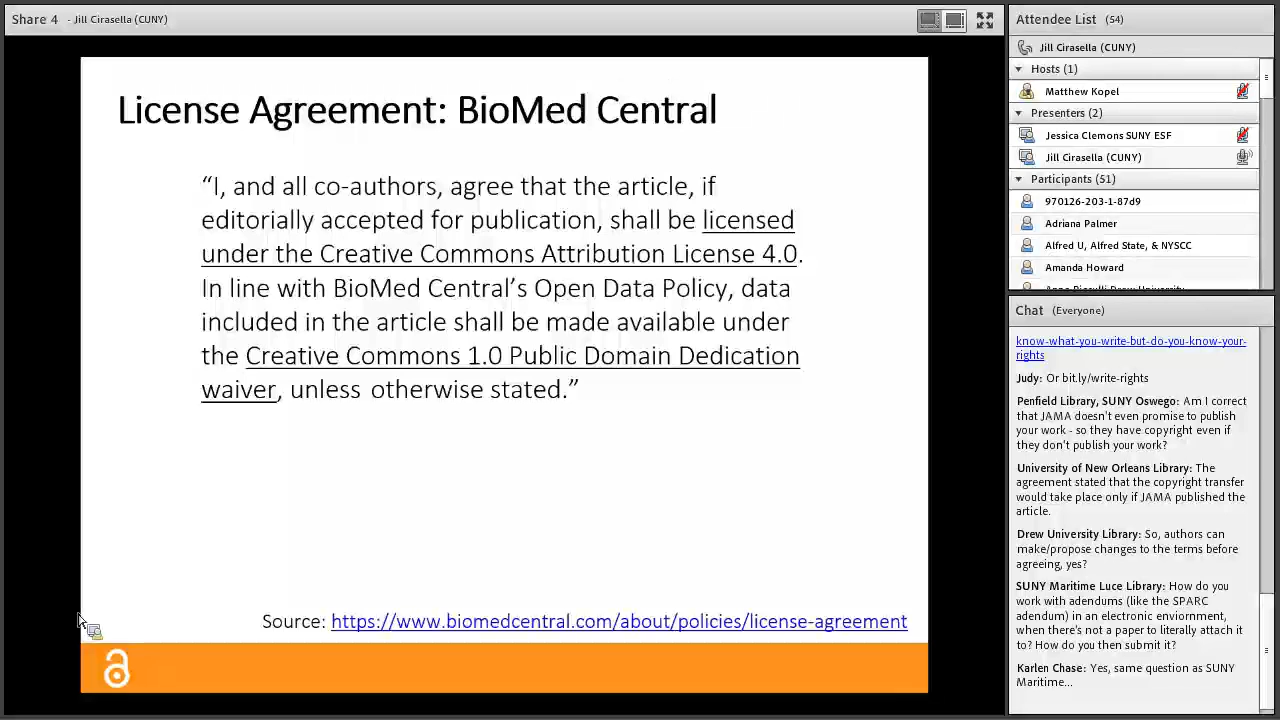 Share 4 - Jill Cirasella (CUNY)
License Agreement: BioMed Central
“I, and all co-authors, agree that the article, if
editorially accepted for publication, shall be licensed
under the Creative Commons Attribution License 4.0.
In line with BioMed Central’s Open Data Policy, data
included in the article shall be made available under
the Creative Commons 1.0 Public Domain Dedication
waiver, unless otherwise stated.”
Source: https://www.biomedcentral.com/about/policies/license-agreement
Attendee List (54)
Jill Cirasella (CUNY)
Hosts (1)
Matthew Kopel
Presenters (2)
Jessica Clemons SUNY ESF
Jill Cirasella (CUNY)
Participants (51)
970126-203-1-87d9
Adriana Palmer
Alfred U, Alfred State, & NYSCC
Amanda Howard
Chat (Everyone)
know-what-you-write-but-do-you-know-your-
rights
Judy: Or bit.ly/write-rights
Penfield Library, SUNY Oswego: Am I correct
that JAMA doesn't even promise to publish
your work - so they have copyright even if
they don't publish your work?
University of New Orleans Library: The
agreement stated that the copyright transfer
would take place only if JAMA published the
article.
Drew University Library: So, authors can
make/propose changes to the terms before
agreeing, yes?
SUNY Maritime Luce Library: How do you
work with adendums (like the SPARC
adendum) in an electronic enviornment,
when there's not a paper to literally attach it
to? How do you then submit it?
Karlen Chase: Yes, same question as SUNY
Maritime...